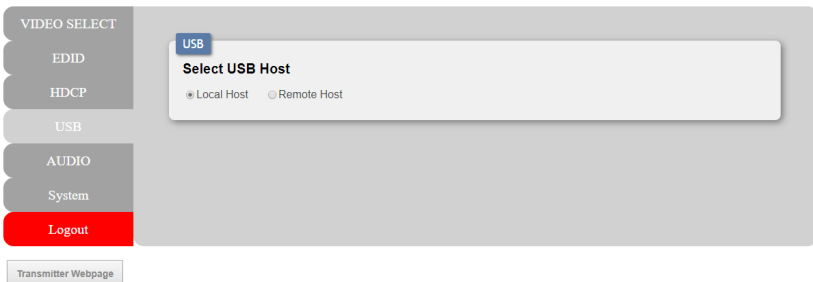 VIDEO SELECT
EDID
HDCP
USB
AUDIO
System
Logout
Transmitter Webpage
USB
Select USB Host
Local Host Remote Host